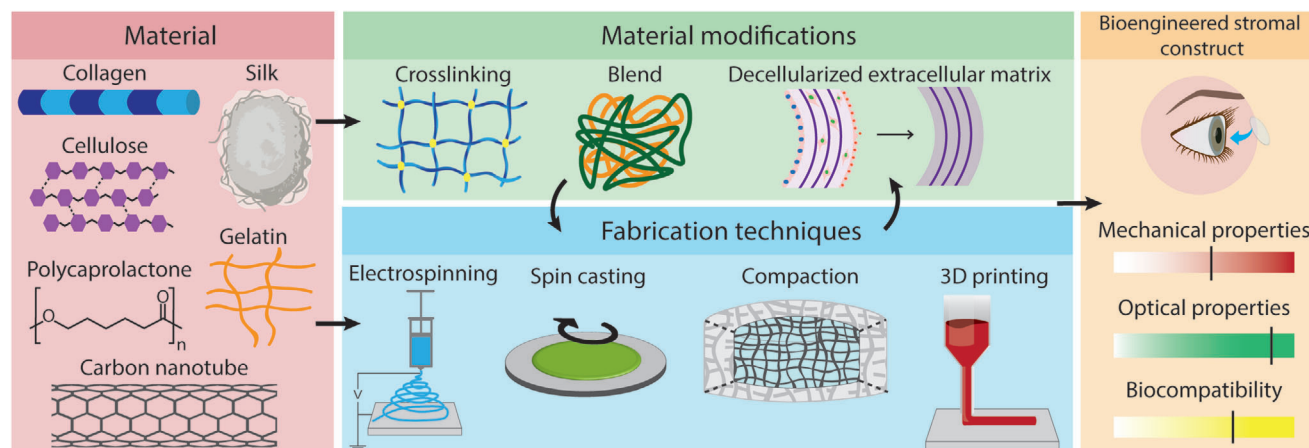 Material
Collagen
Silk
Cellulose
Gelatin
Polycaprolactone
O
O
n
Carbon nanotube
Material modifications
Crosslinking
Blend
Decellularized extracellular matrix
Fabrication techniques
Electrospinning
V
Spin casting
Compaction
3D printing
Bioengineered stromal
construct
Mechanical properties
Optical properties
Biocompatibility